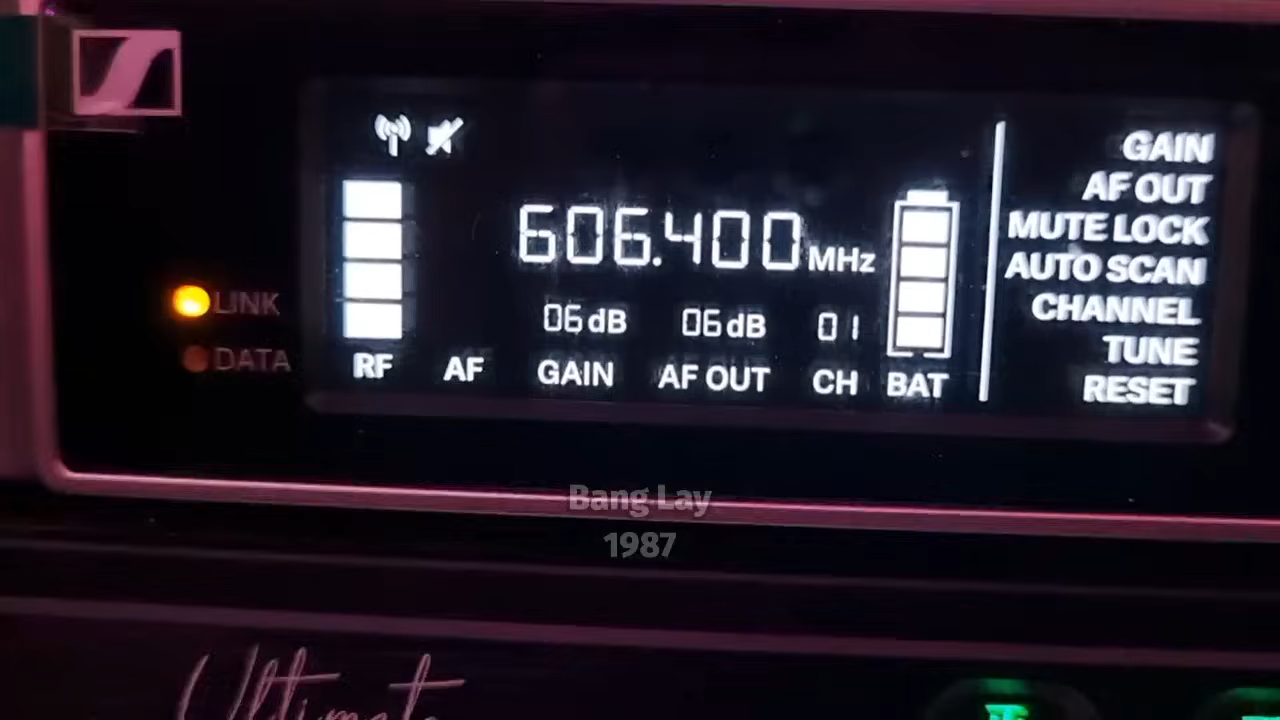 606.400 MHz
06 dB 06 dB 01
RF AF GAIN AF OUT CH BAT
GAIN
AF OUT
MUTE LOCK
AUTO SCAN
CHANNEL
TUNE
RESET
LINK
DATA
Bang Lay
1987
Ultimate